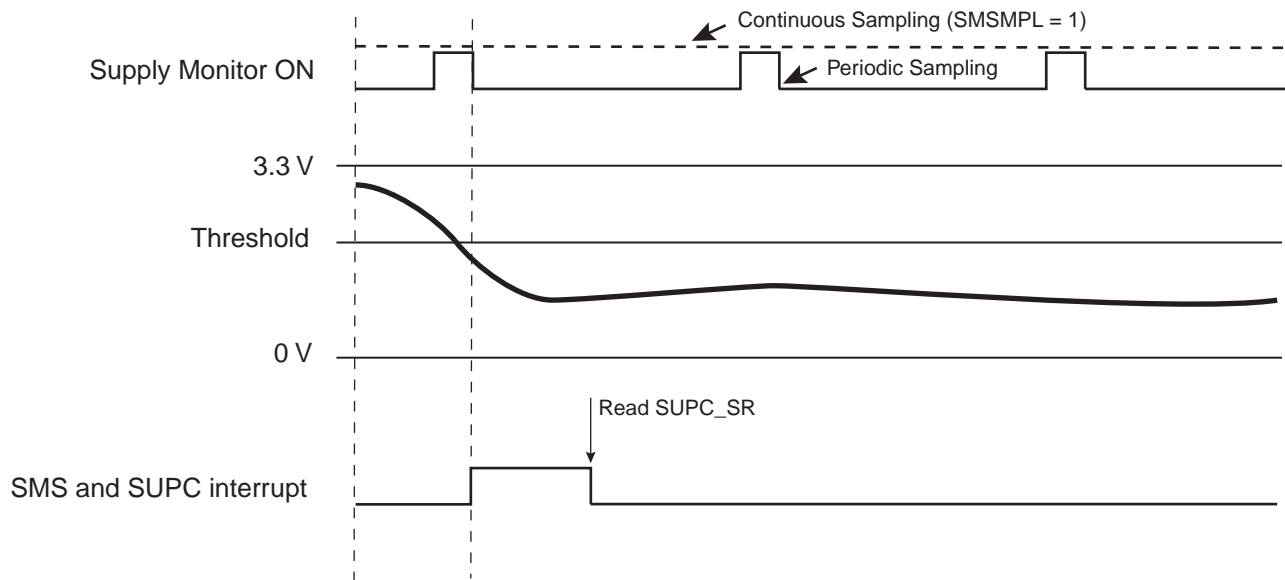 Continuous Sampling (SMSMPL = 1)
Supply Monitor ON
Periodic Sampling
3.3 V
Threshold
0 V
Read SUPC_SR
SMS and SUPC interrupt